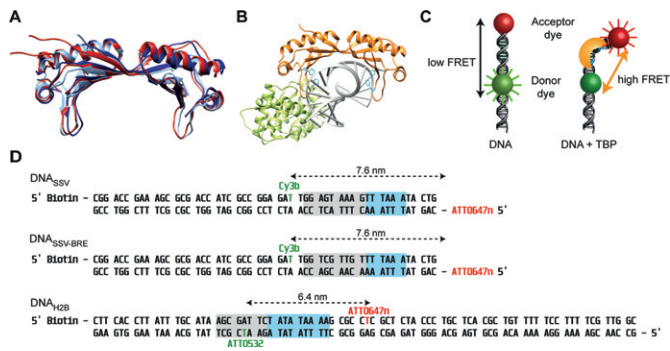 A
B
C
DNA
Acceptor dye
low FRET
Donor dye
high FRET
DNA
DNA + TBP
D
DNA SSV
7.6 nm
Cy3b
5' Biotin – CGG ACC GAA AGC GCG ACC ATC GCC GGA GAT TGG AGT AAA GTT TAA ATA CTG
GCC TGG CTT TCG CGC TGG TAG CGG CCT CTA ACC TCA TTT CAA ATT TAT GAC – ATTO647n 5'
DNA SSV-BRE
7.6 nm
Cy3b
5' Biotin – CGG ACC GAA AGC GCG ACC ATC GCC GGA GAT TGG TCG TTG TTT TAA ATA CTG
GCC TGG CTT TCG CGC TGG TAG CGG CCT CTA ACC AGC AAC AAA ATT TAT GAC – ATTO647n 5'
DNA H2B
6.4 nm
ATTO647n
5' Biotin – CTT CAC CTT ATT TGC ATA AGC GAT TCT ATA TAA AAG CGC CTC GCT CTA CCC TGC TCA CGC TGT TTT TCC TTT TCG TTG GC
GAA GTG GAA TAA ACG TAT TCG CTA AGA TAT ATT TTC GCG GAG CGA GAT GGG ACG AGT GCG ACA AAA AGG AAA AGC AAC CG – 5'
ATTO532